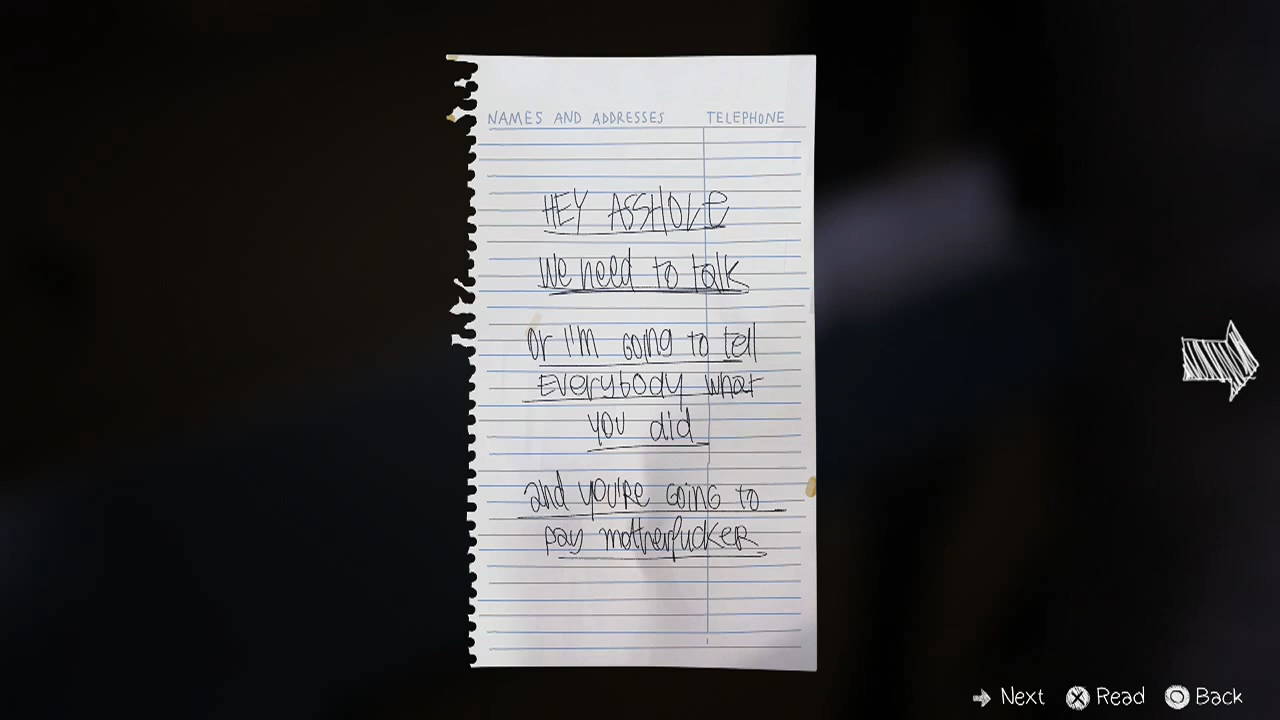 NAMES AND ADDRESSES TELEPHONE
HEY ASSHOLE
We need to talk
Or I'm going to tell
Everybody what
you did
and you're going to
pay motherfucker
Next Read Back